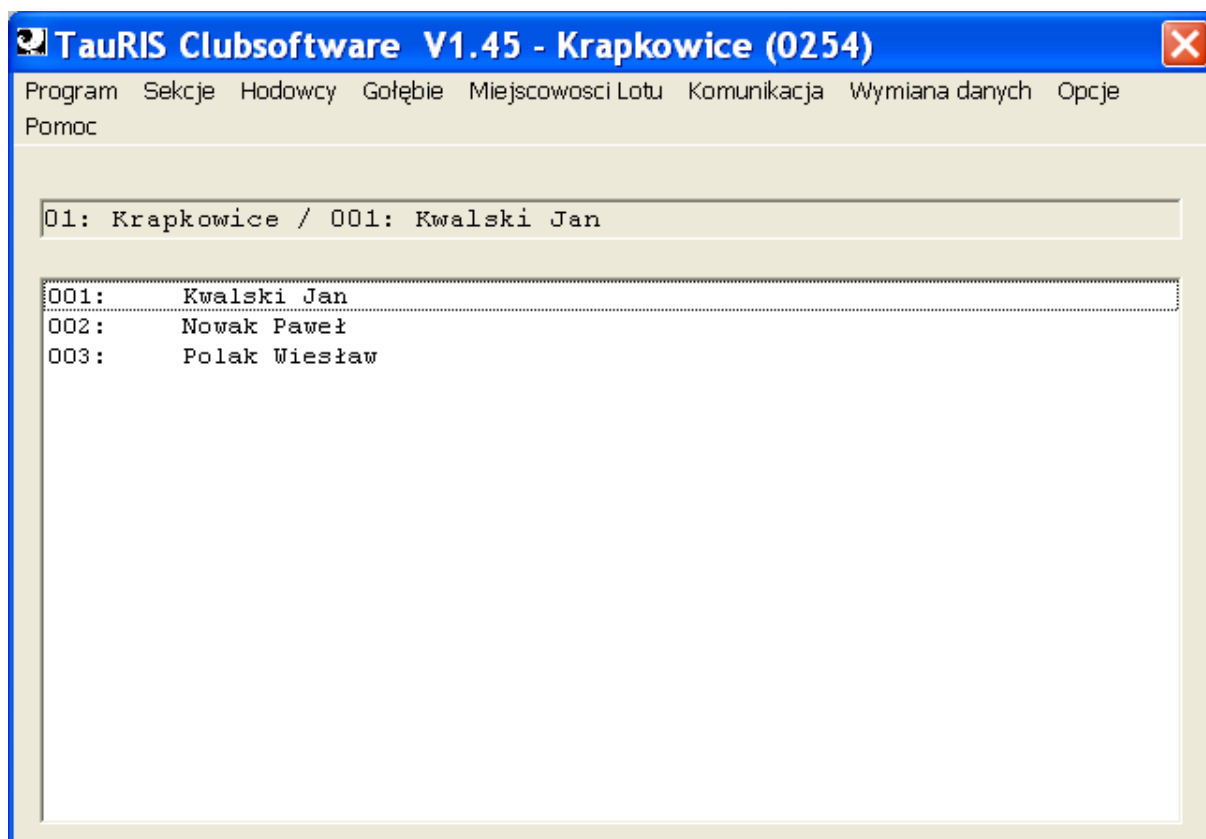 TauRIS Clubsoftware V1.45 - Krapkowice (0254)
Program Sekcje Hodowcy Gołębie Miejscowosci Lotu Komunikacja Wymiana danych Opcje
Pomoc
01: Krapkowice / 001: Kwalski Jan
001: Kwalski Jan
002: Nowak Paweł
003: Polak Wiesław